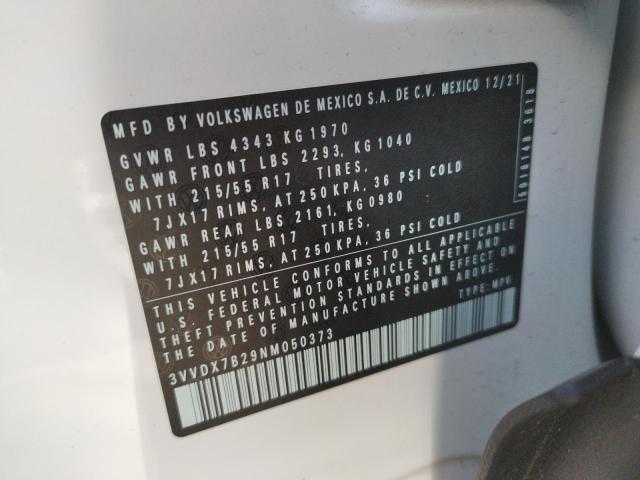 MFD BY VOLKSWAGEN DE MEXICO S.A. DE C.V. MEXICO 12/21
GVWR LBS 4343 KG 1970
GAWR FRONT LBS 2293, KG 1040
WITH 215/55 R17 TIRES,
7JX17 RIMS, AT 250 KPA, 36 PSI COLD
GAWR REAR LBS 2161, KG 0980
WITH 215/55 R17 TIRES,
7JX17 RIMS, AT 250 KPA, 36 PSI COLD
THIS VEHICLE CONFORMS TO ALL APPLICABLE
U.S. FEDERAL MOTOR VEHICLE SAFETY AND
THEFT PREVENTION STANDARDS IN EFFECT ON
THE DATE OF MANUFACTURE SHOWN ABOVE.
3VVDX7B29NM050373 TYPE: MPV